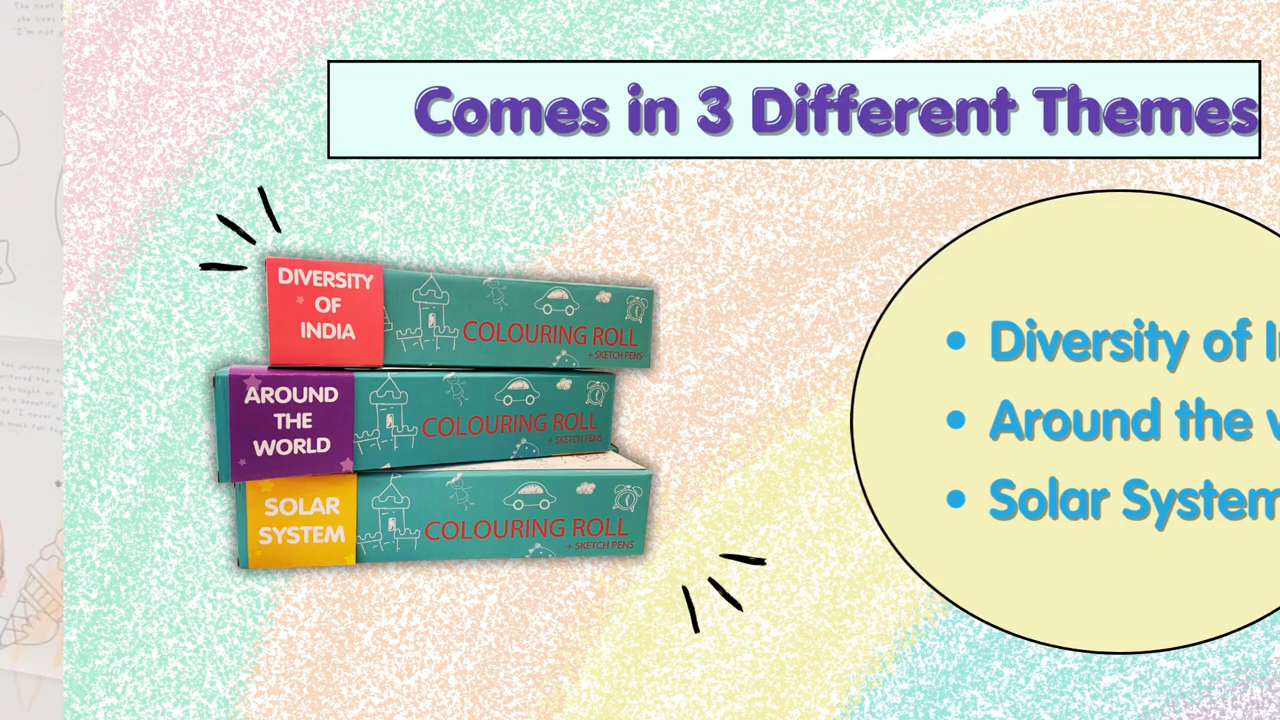 Comes in 3 Different Themes
DIVERSITY
OF
INDIA
COLOURING ROLL
+ SKETCH PENS
AROUND
THE
WORLD
COLOURING ROLL
+ SKETCH PENS
SOLAR
SYSTEM
COLOURING ROLL
+ SKETCH PENS
• Diversity of
• Around the
• Solar System